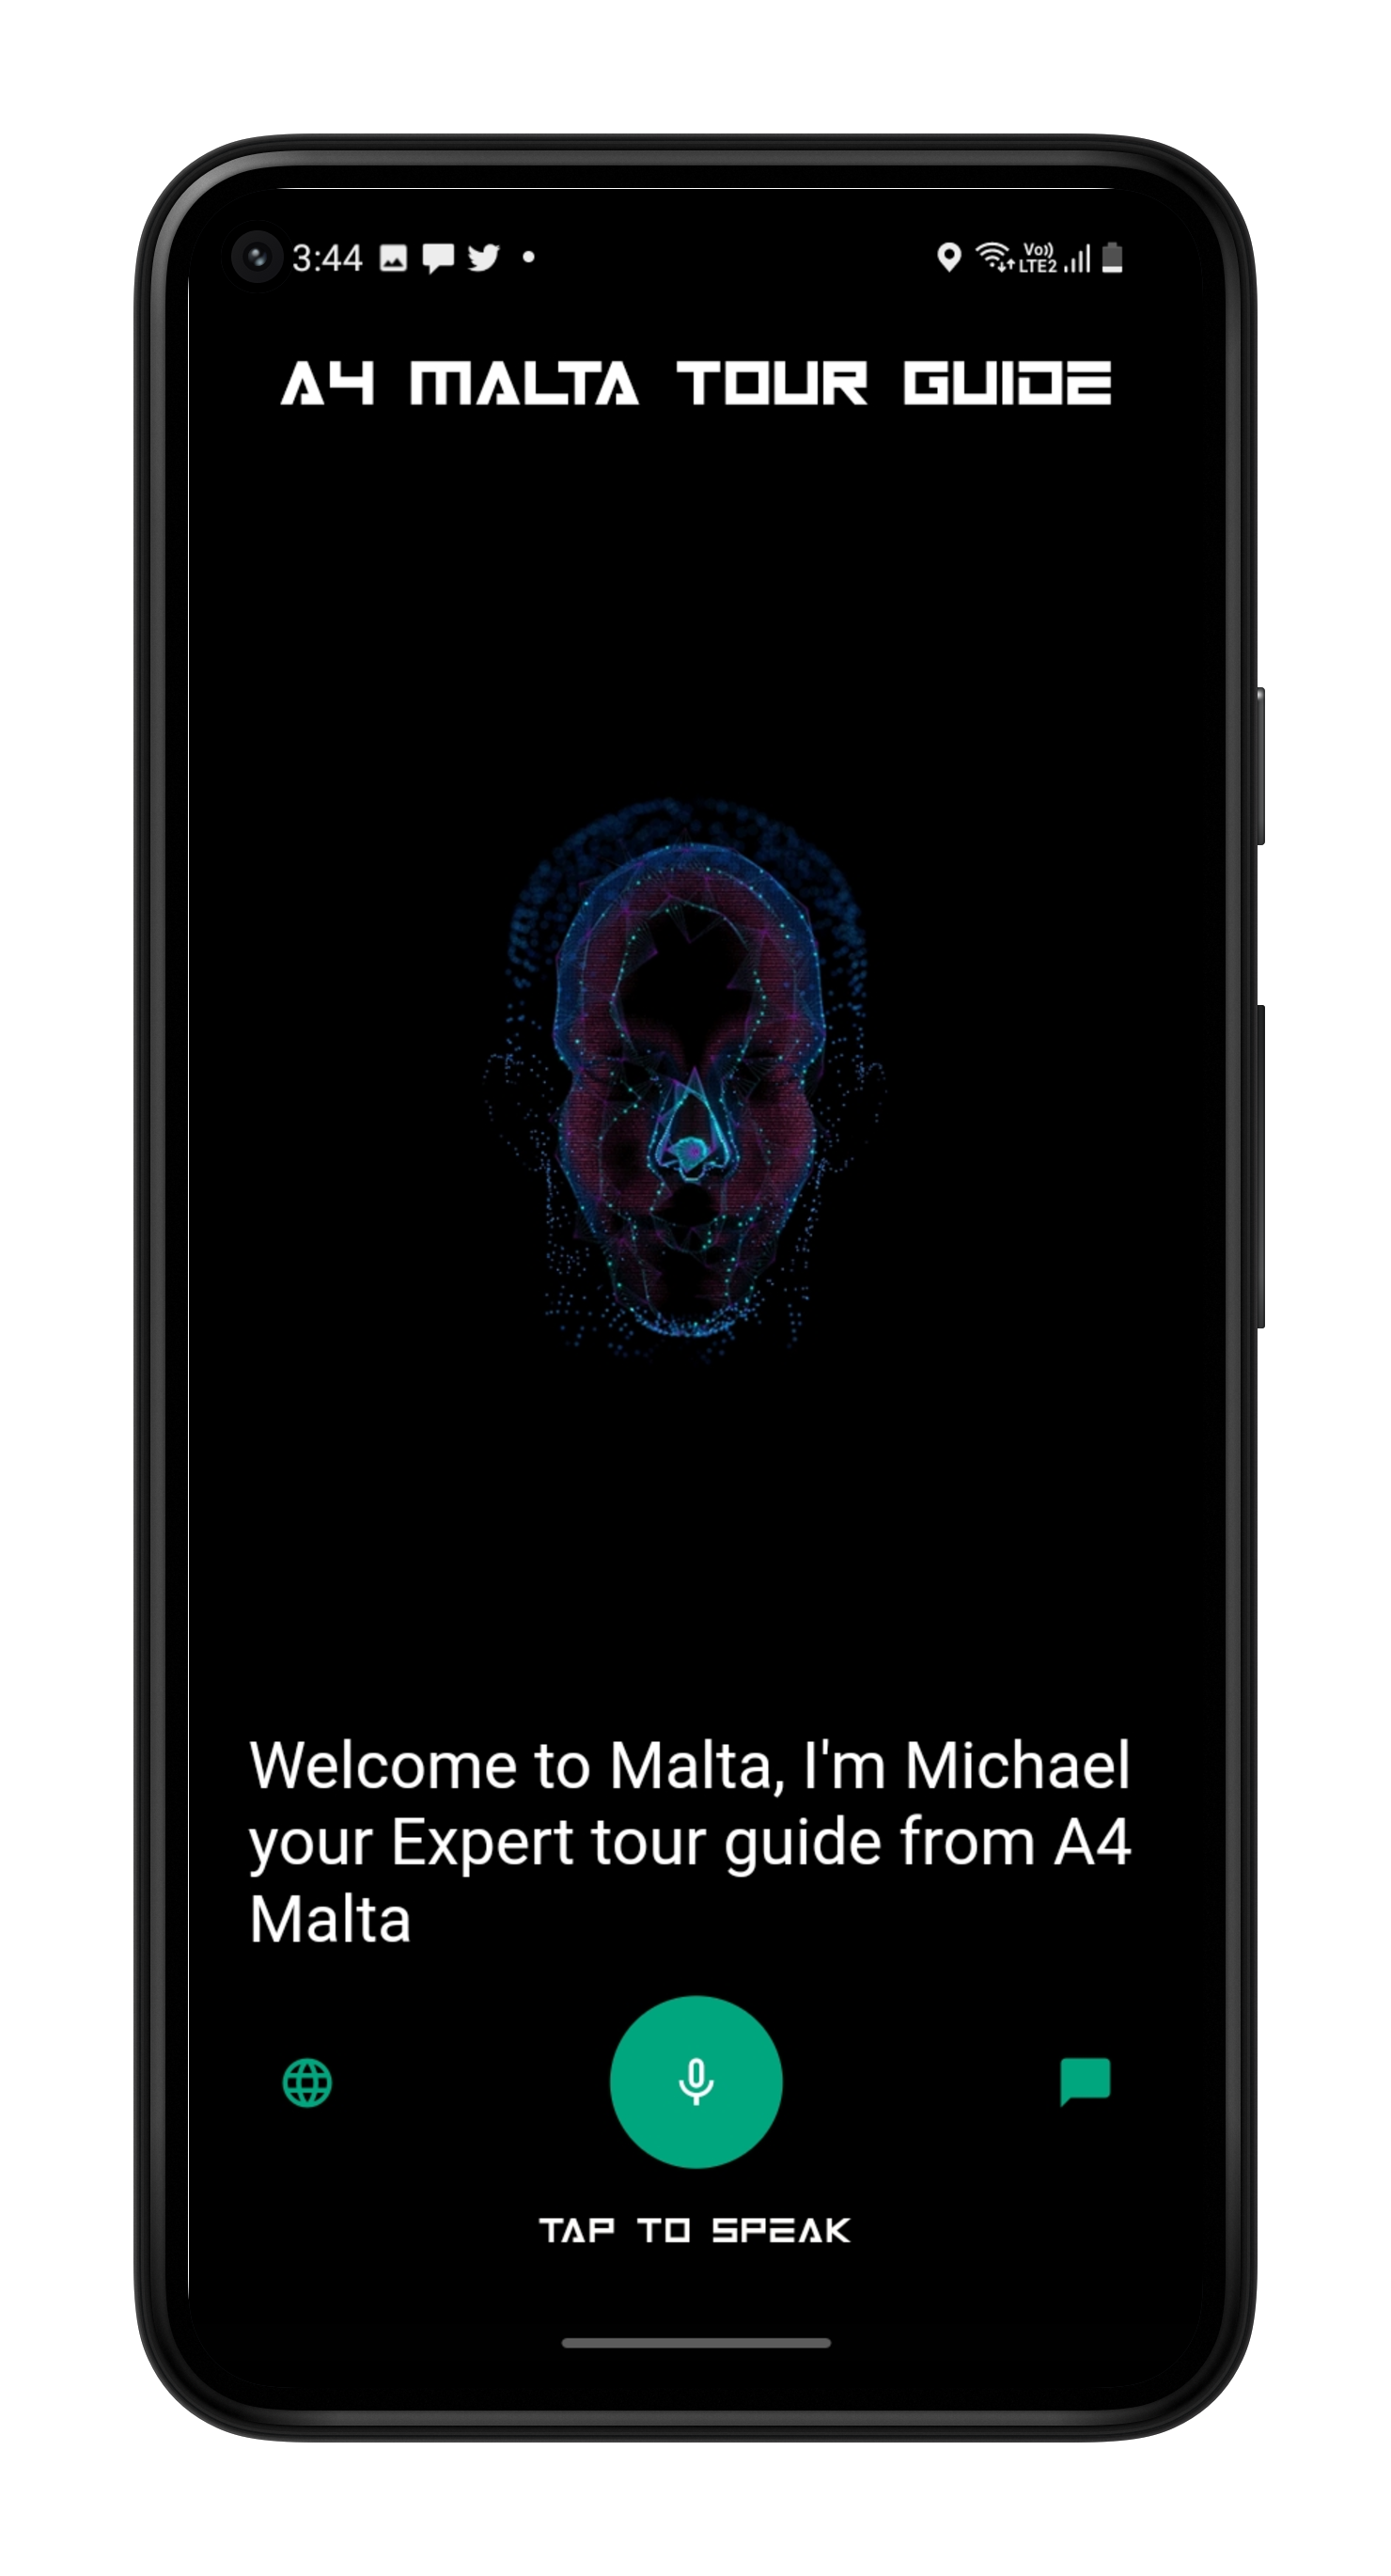 3:44
Vo))
LTE2
A4 MALTA TOUR GUIDE
Welcome to Malta, I'm Michael
your Expert tour guide from A4
Malta
TAP TO SPEAK